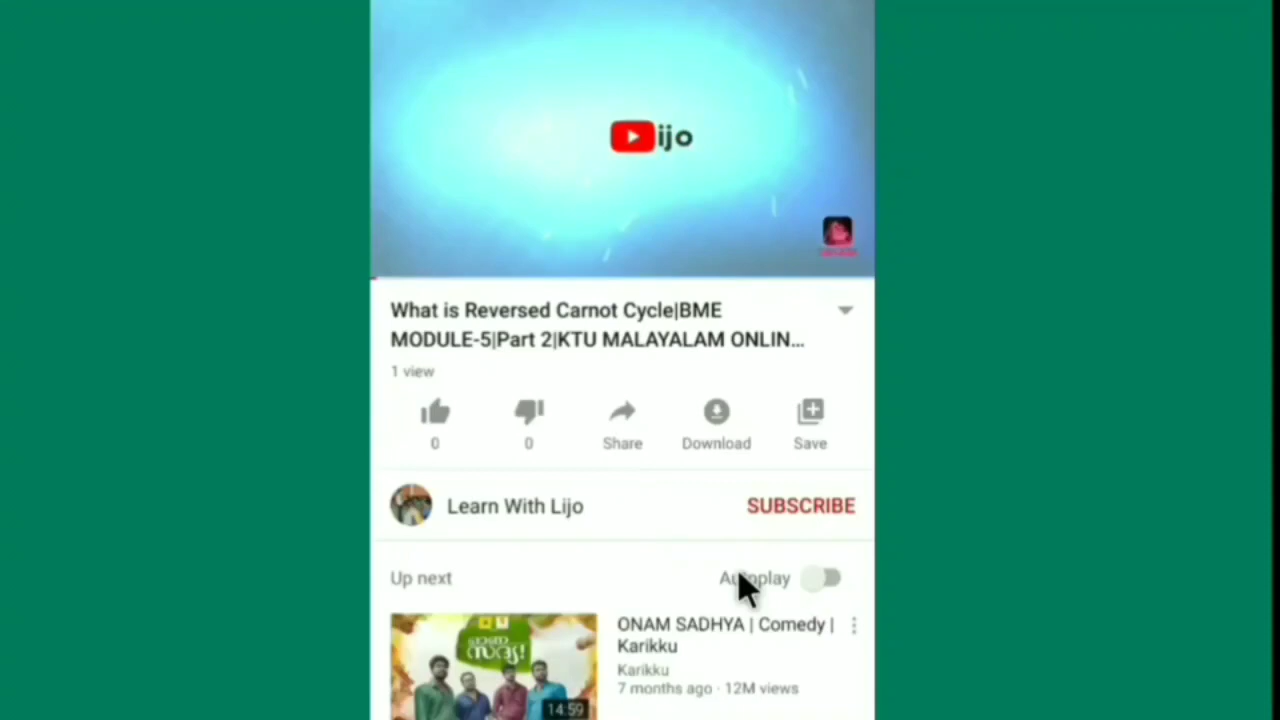 ijo
What is Reversed Carnot Cycle|BME
MODULE-5|Part 2|KTU MALAYALAM ONLIN...
1 view
0
0
Share
Download
Save
Learn With Lijo
SUBSCRIBE
Up next
Autoplay
ONAM SADHYA | Comedy |
Karikku
Karikku
7 months ago · 12M views
സദ്യ!
14:59